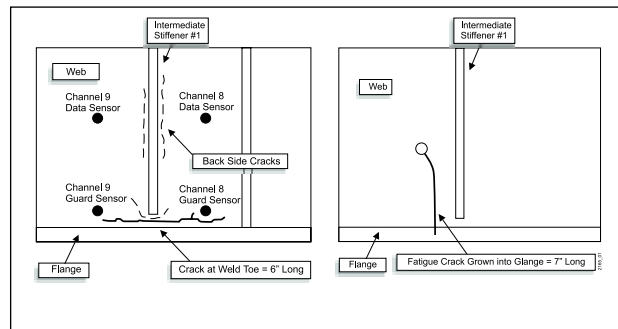 Intermediate
Stiffener #1
Web
Channel 9
Data Sensor
Channel 8
Data Sensor
Back Side Cracks
Channel 9
Guard Sensor
Channel 8
Guard Sensor
Flange
Crack at Weld Toe = 6" Long
Intermediate
Stiffener #1
Web
Flange
Fatigue Crack Grown into Glange = 7" Long